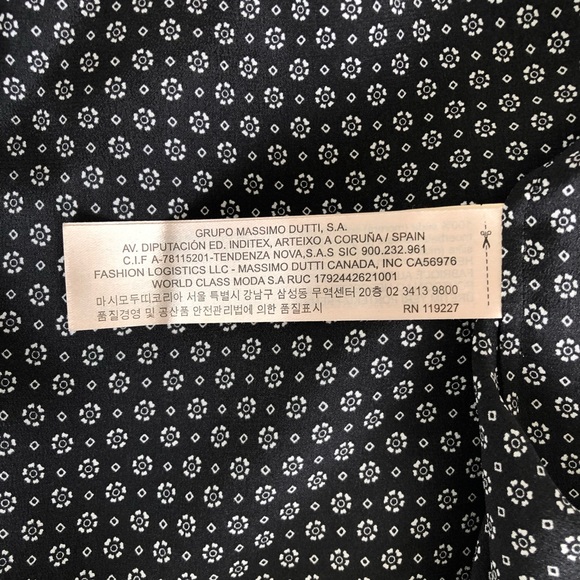 GRUPO MASSIMO DUTTI, S.A.
AV. DIPUTACIÓN ED. INDITEX, ARTEIXO A CORUÑA / SPAIN
C.I.F A-78115201-TENDENZA NOVA,S.A.S SIC 900.232.961
FASHION LOGISTICS LLC - MASSIMO DUTTI CANADA, INC CA56976
WORLD CLASS MODA S.A RUC 1792442621001
마시모두띠코리아 서울 특별시 강남구 삼성동 무역센터 20층 02 3413 9800
품질경영 및 공산품 안전관리법에 의한 품질표시 RN 119227